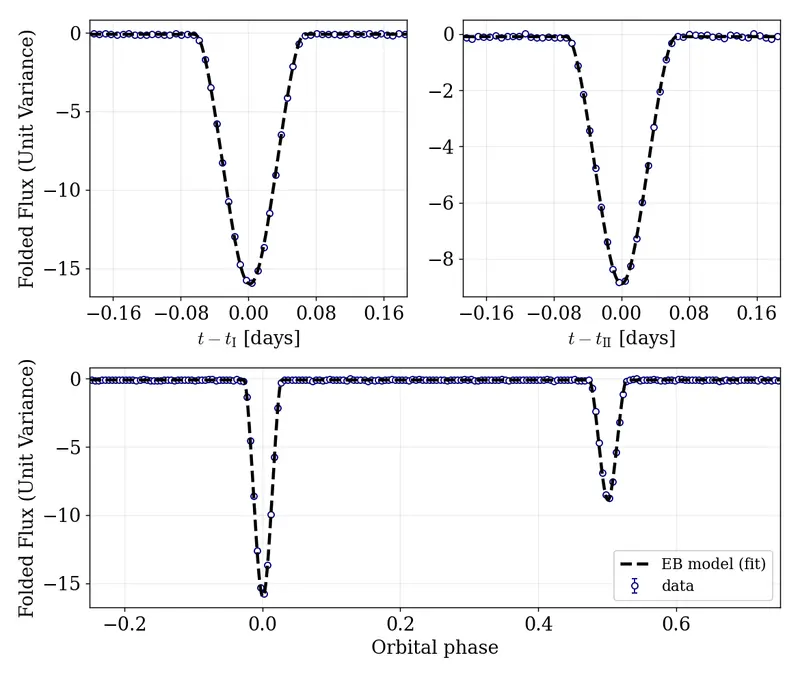 0
−5
−10
−15
Folded Flux (Unit Variance)
−0.16 −0.08 0.00 0.08 0.16
t − tI [days]
0
−2
−4
−6
−8
−0.16 −0.08 0.00 0.08 0.16
t − tII [days]
0
−5
−10
−15
Folded Flux (Unit Variance)
EB model (fit)
data
−0.2 0.0 0.2 0.4 0.6
Orbital phase